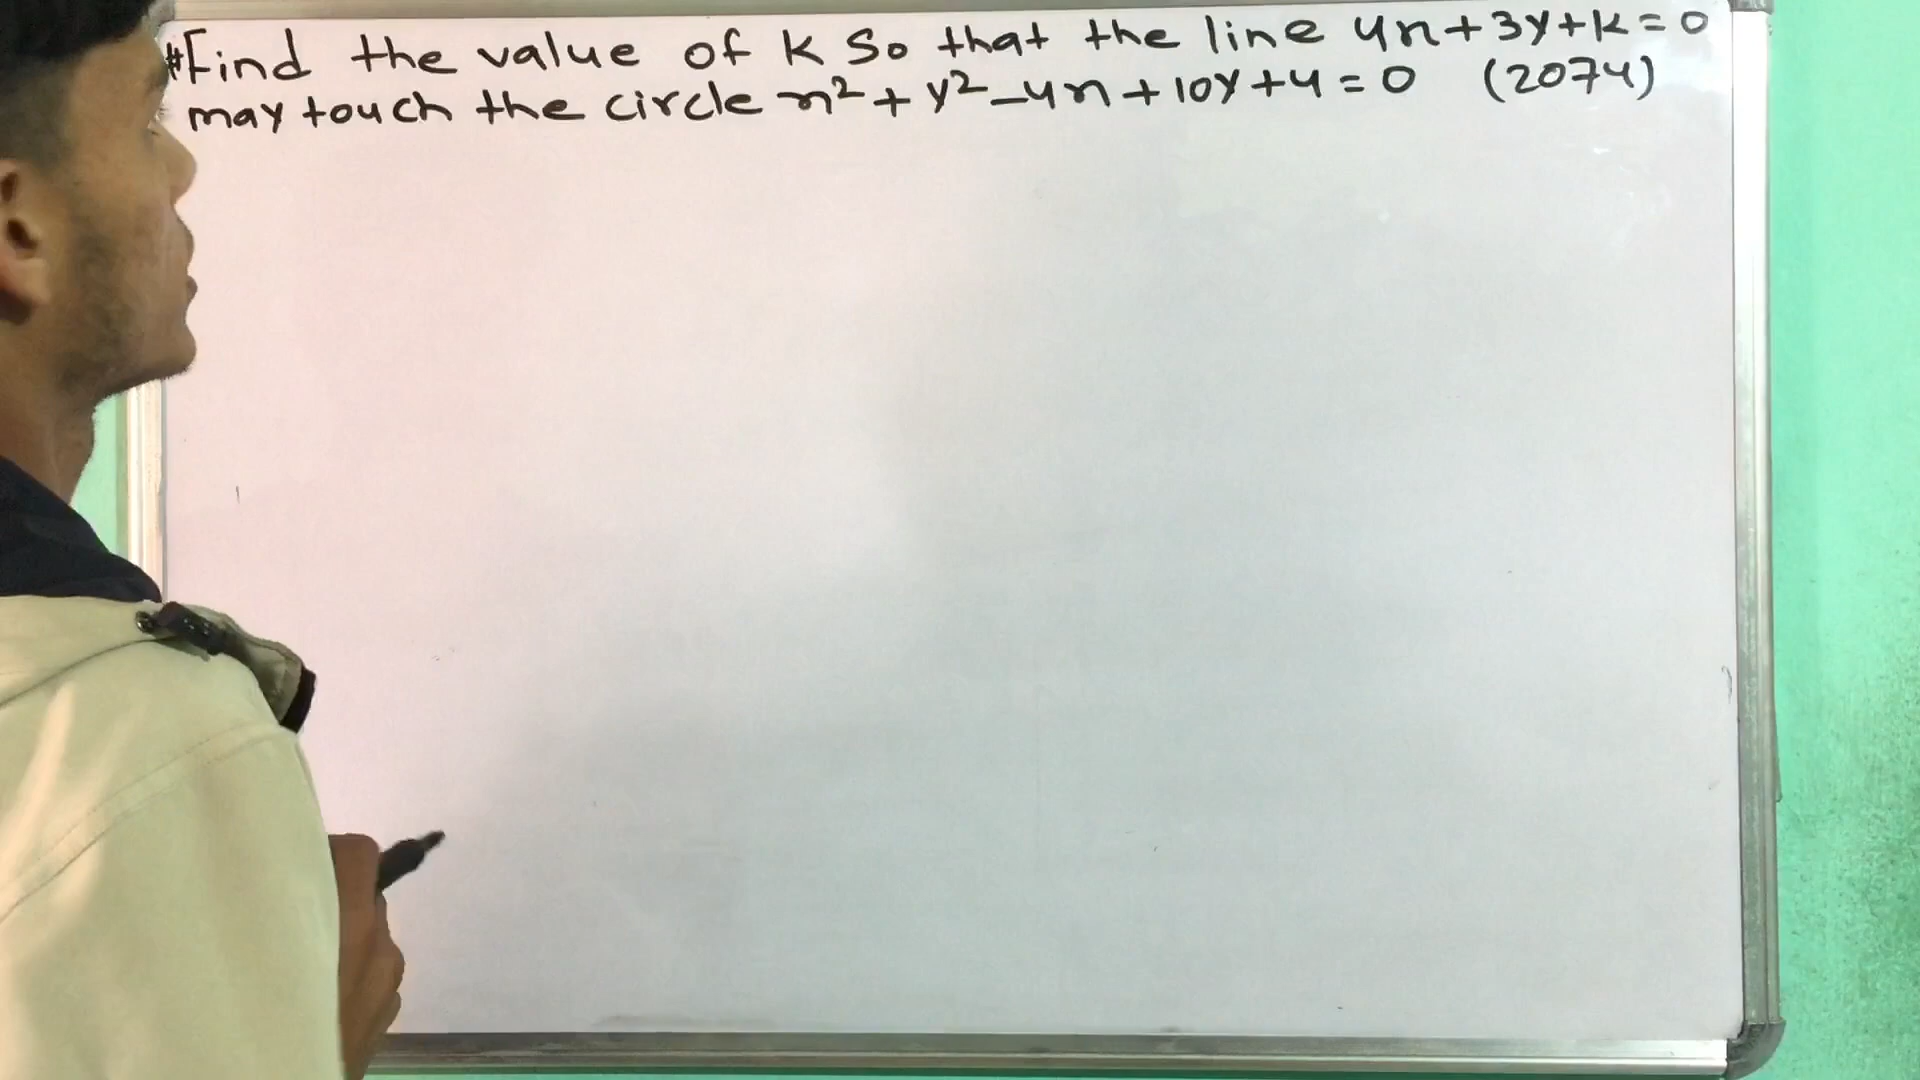 #Find the value of k so that the line 4x+3y+k=0
may touch the circle x²+y²-4x+10y+4=0 (2074)